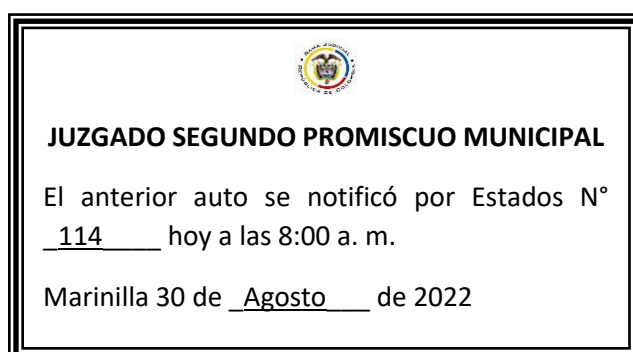 JUZGADO SEGUNDO PROMISCUO MUNICIPAL
El anterior auto se notificó por Estados N°
_114____ hoy a las 8:00 a. m.
Marinilla 30 de _Agosto___ de 2022